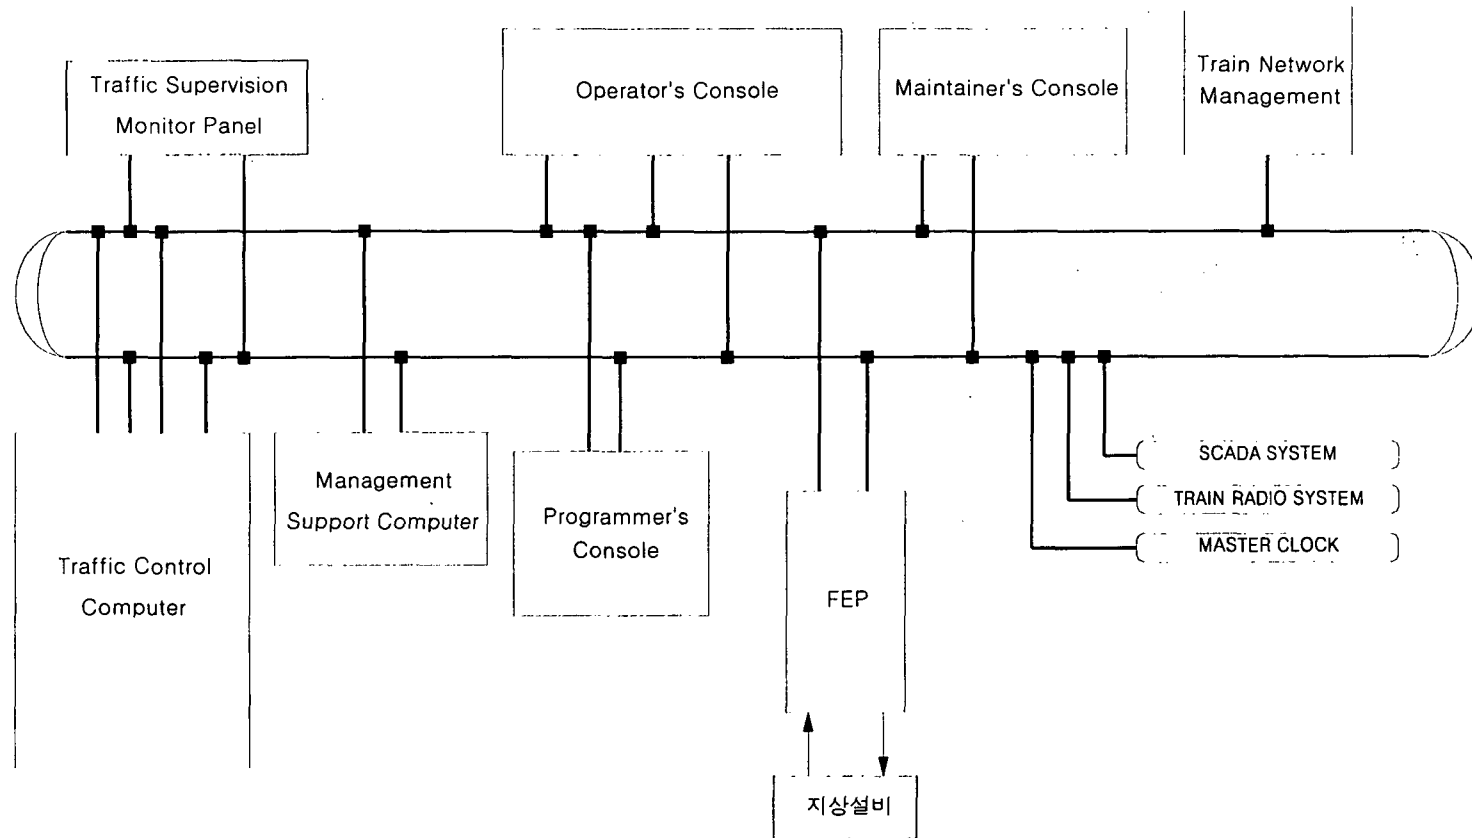 Traffic Supervision
Monitor Panel
Operator's Console
Maintainer's Console
Train Network
Management
Traffic Control
Computer
Management
Support Computer
Programmer's
Console
FEP
SCADA SYSTEM
TRAIN RADIO SYSTEM
MASTER CLOCK
지상설비